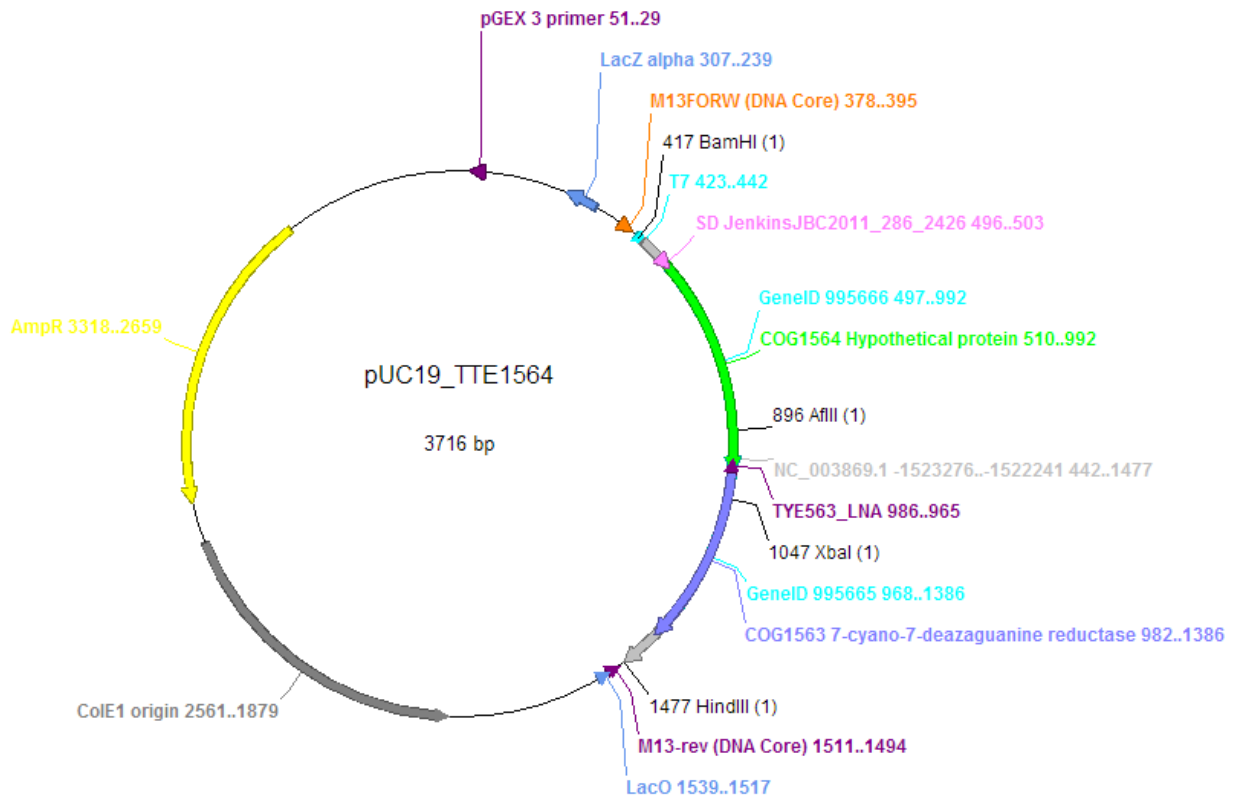 pGEX 3 primer 51..29
LacZ alpha 307..239
M13FORW (DNA Core) 378..395
417 BamHI (1)
T7 423..442
SD JenkinsJBC2011_286_2426 496..503
GeneID 995666 497..992
COG1564 Hypothetical protein 510..992
AmpR 3318..2659
pUC19_TTE1564
3716 bp
896 AflII (1)
NC_003869.1 -1523276..-1522241 442..1477
TYE563_LNA 986..965
1047 XbaI (1)
GeneID 995665 968..1386
COG1563 7-cyano-7-deazaguanine reductase 982..1386
1477 HindIII (1)
ColE1 origin 2561..1879
M13-rev (DNA Core) 1511..1494
LacO 1539..1517